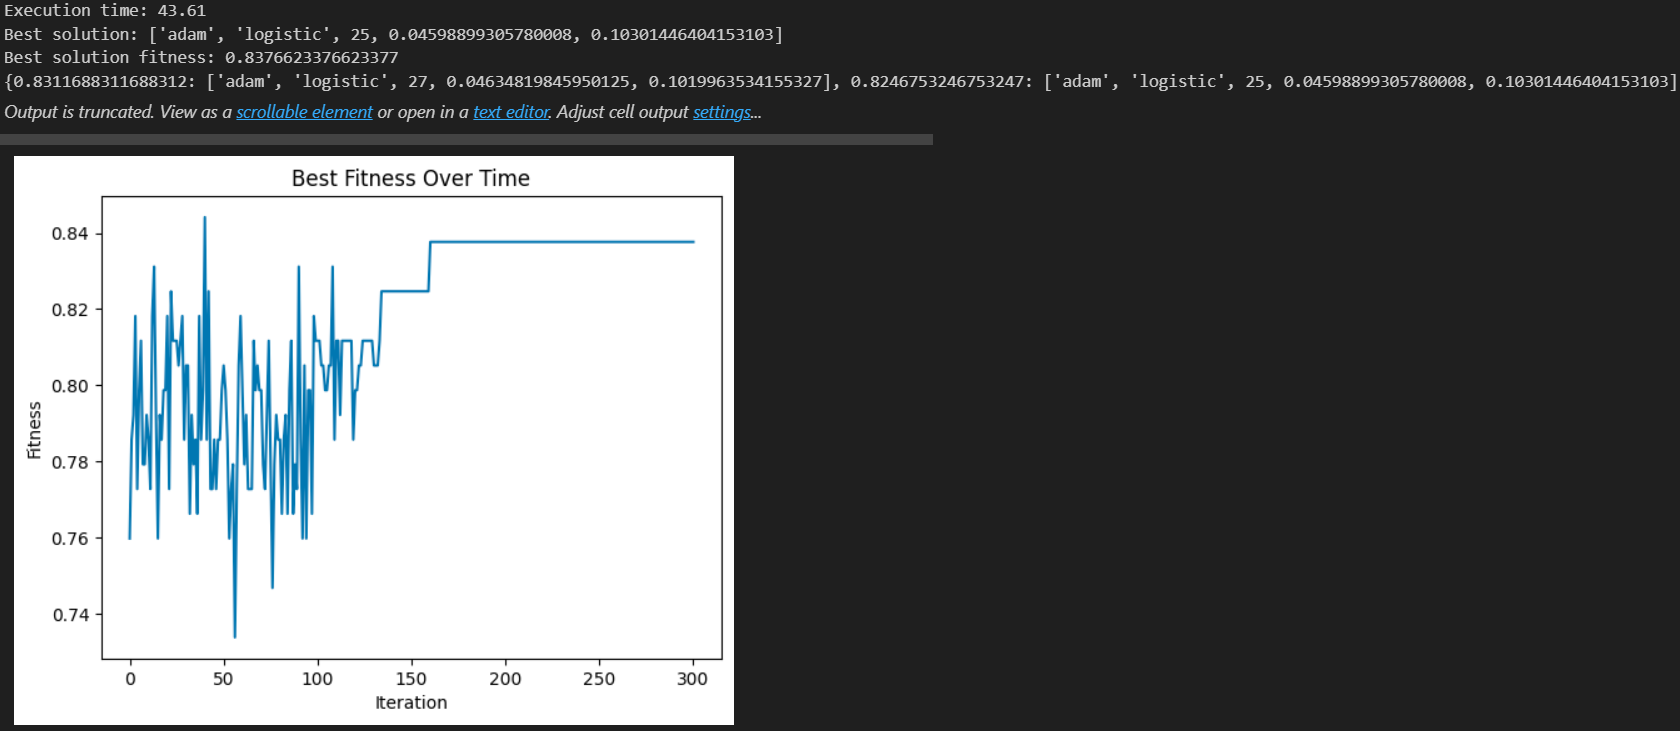 Execution time: 43.61
Best solution: ['adam', 'logistic', 25, 0.04598899305780008, 0.10301446404153103]
Best solution fitness: 0.8376623376623377
{0.8311688311688312: ['adam', 'logistic', 27, 0.04634819845950125, 0.1019963534155327], 0.8246753246753247: ['adam', 'logistic', 25, 0.04598899305780008, 0.10301446404153103]
Output is truncated. View as a scrollable element or open in a text editor. Adjust cell output settings...
Best Fitness Over Time
0.84
0.82
0.80
0.78
0.76
0.74
Fitness
0 50 100 150 200 250 300
Iteration